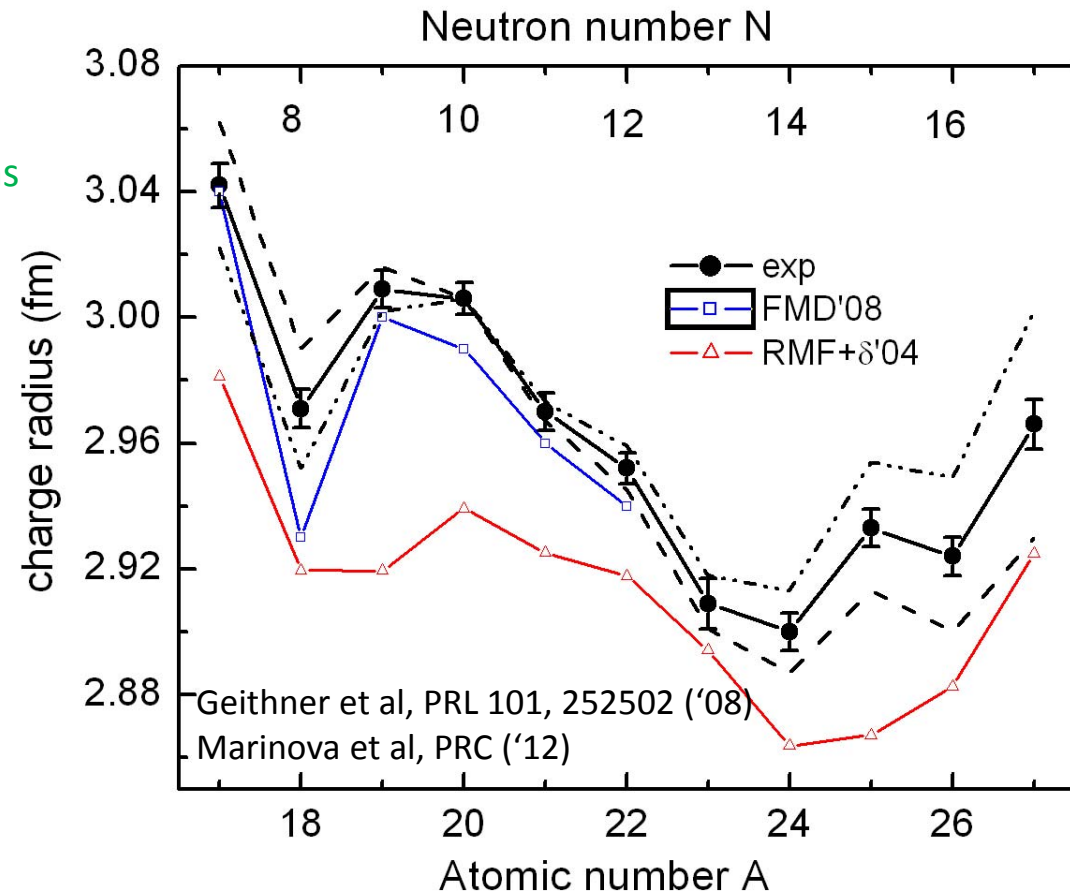 Neutron number N
8 10 12 14 16
s
3.08
3.04
3.00
2.96
2.92
2.88
charge radius (fm)
exp
FMD'08
RMF+δ'04
Geithner et al, PRL 101, 252502 (‘08)
Marinova et al, PRC (‘12)
18 20 22 24 26
Atomic number A